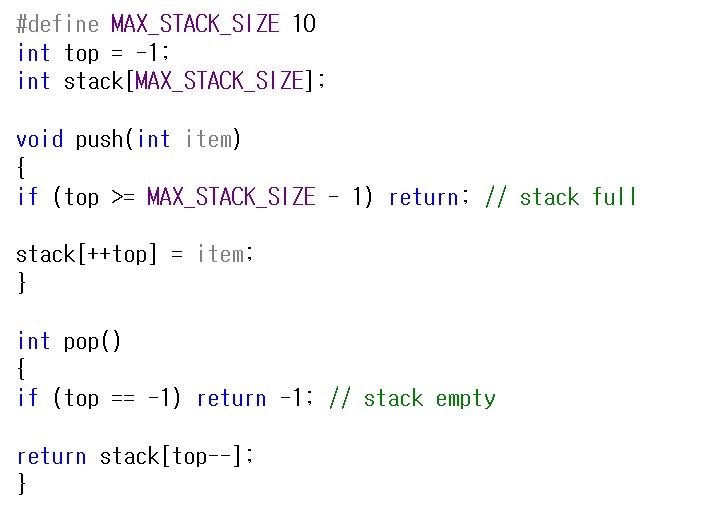 #define MAX_STACK_SIZE 10
int top = -1;
int stack[MAX_STACK_SIZE];
void push(int item)
{
if (top >= MAX_STACK_SIZE - 1) return; // stack full
stack[++top] = item;
}
int pop()
{
if (top == -1) return -1; // stack empty
return stack[top--];
}